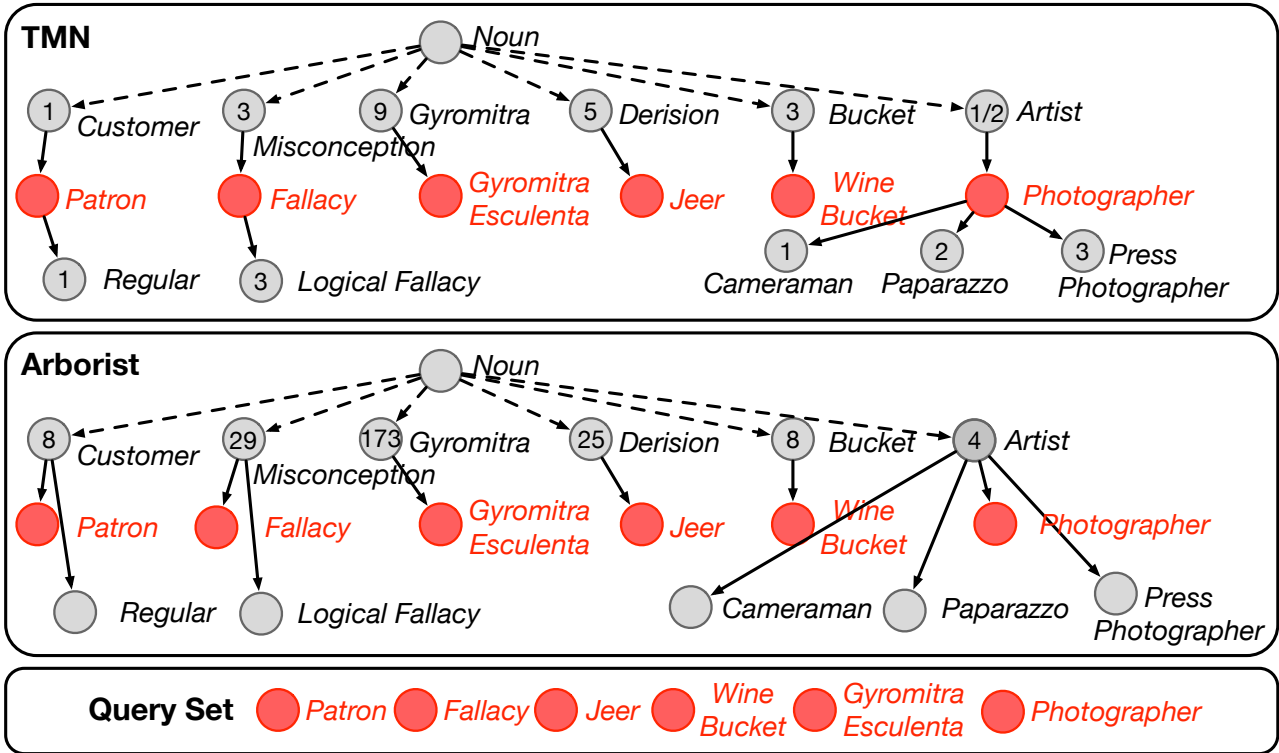 TMN
Noun
1 Customer
3 Misconception
9 Gyromitra
5 Derision
3 Bucket
1/2 Artist
Patron
Fallacy
Gyromitra
Esculenta
Jeer
Wine
Bucket
Photographer
1 Regular
3 Logical Fallacy
1
Cameraman
2
Paparazzo
3 Press
Photographer
Arborist
Noun
8 Customer
29 Misconception
173 Gyromitra
25 Derision
8 Bucket
4 Artist
Patron
Fallacy
Gyromitra
Esculenta
Jeer
Wine
Bucket
Photographer
Regular
Logical Fallacy
Cameraman
Paparazzo
Press
Photographer
Query Set
Patron
Fallacy
Jeer
Wine
Bucket
Gyromitra
Esculenta
Photographer